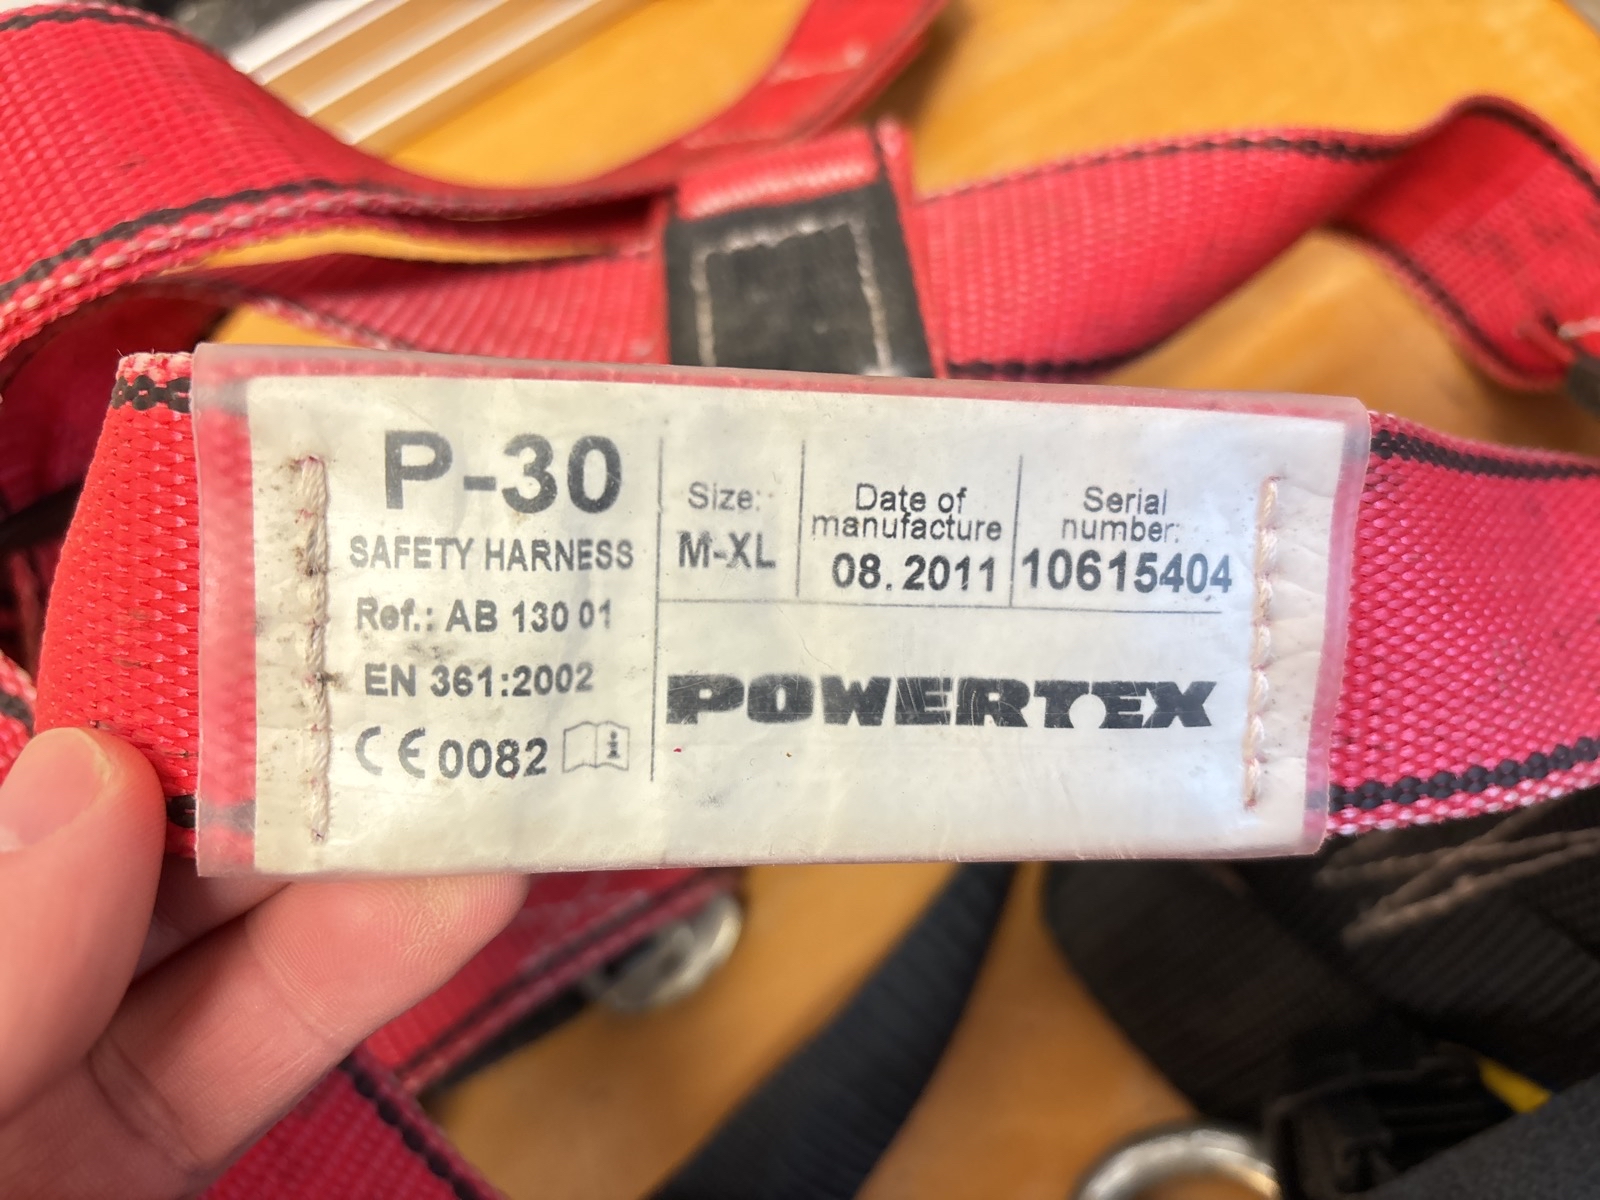 P-30
SAFETY HARNESS
Ref.: AB 130 01
EN 361:2002
CE 0082
Size:
M-XL
Date of
manufacture
08.2011
Serial
number:
10615404
POWERTEX